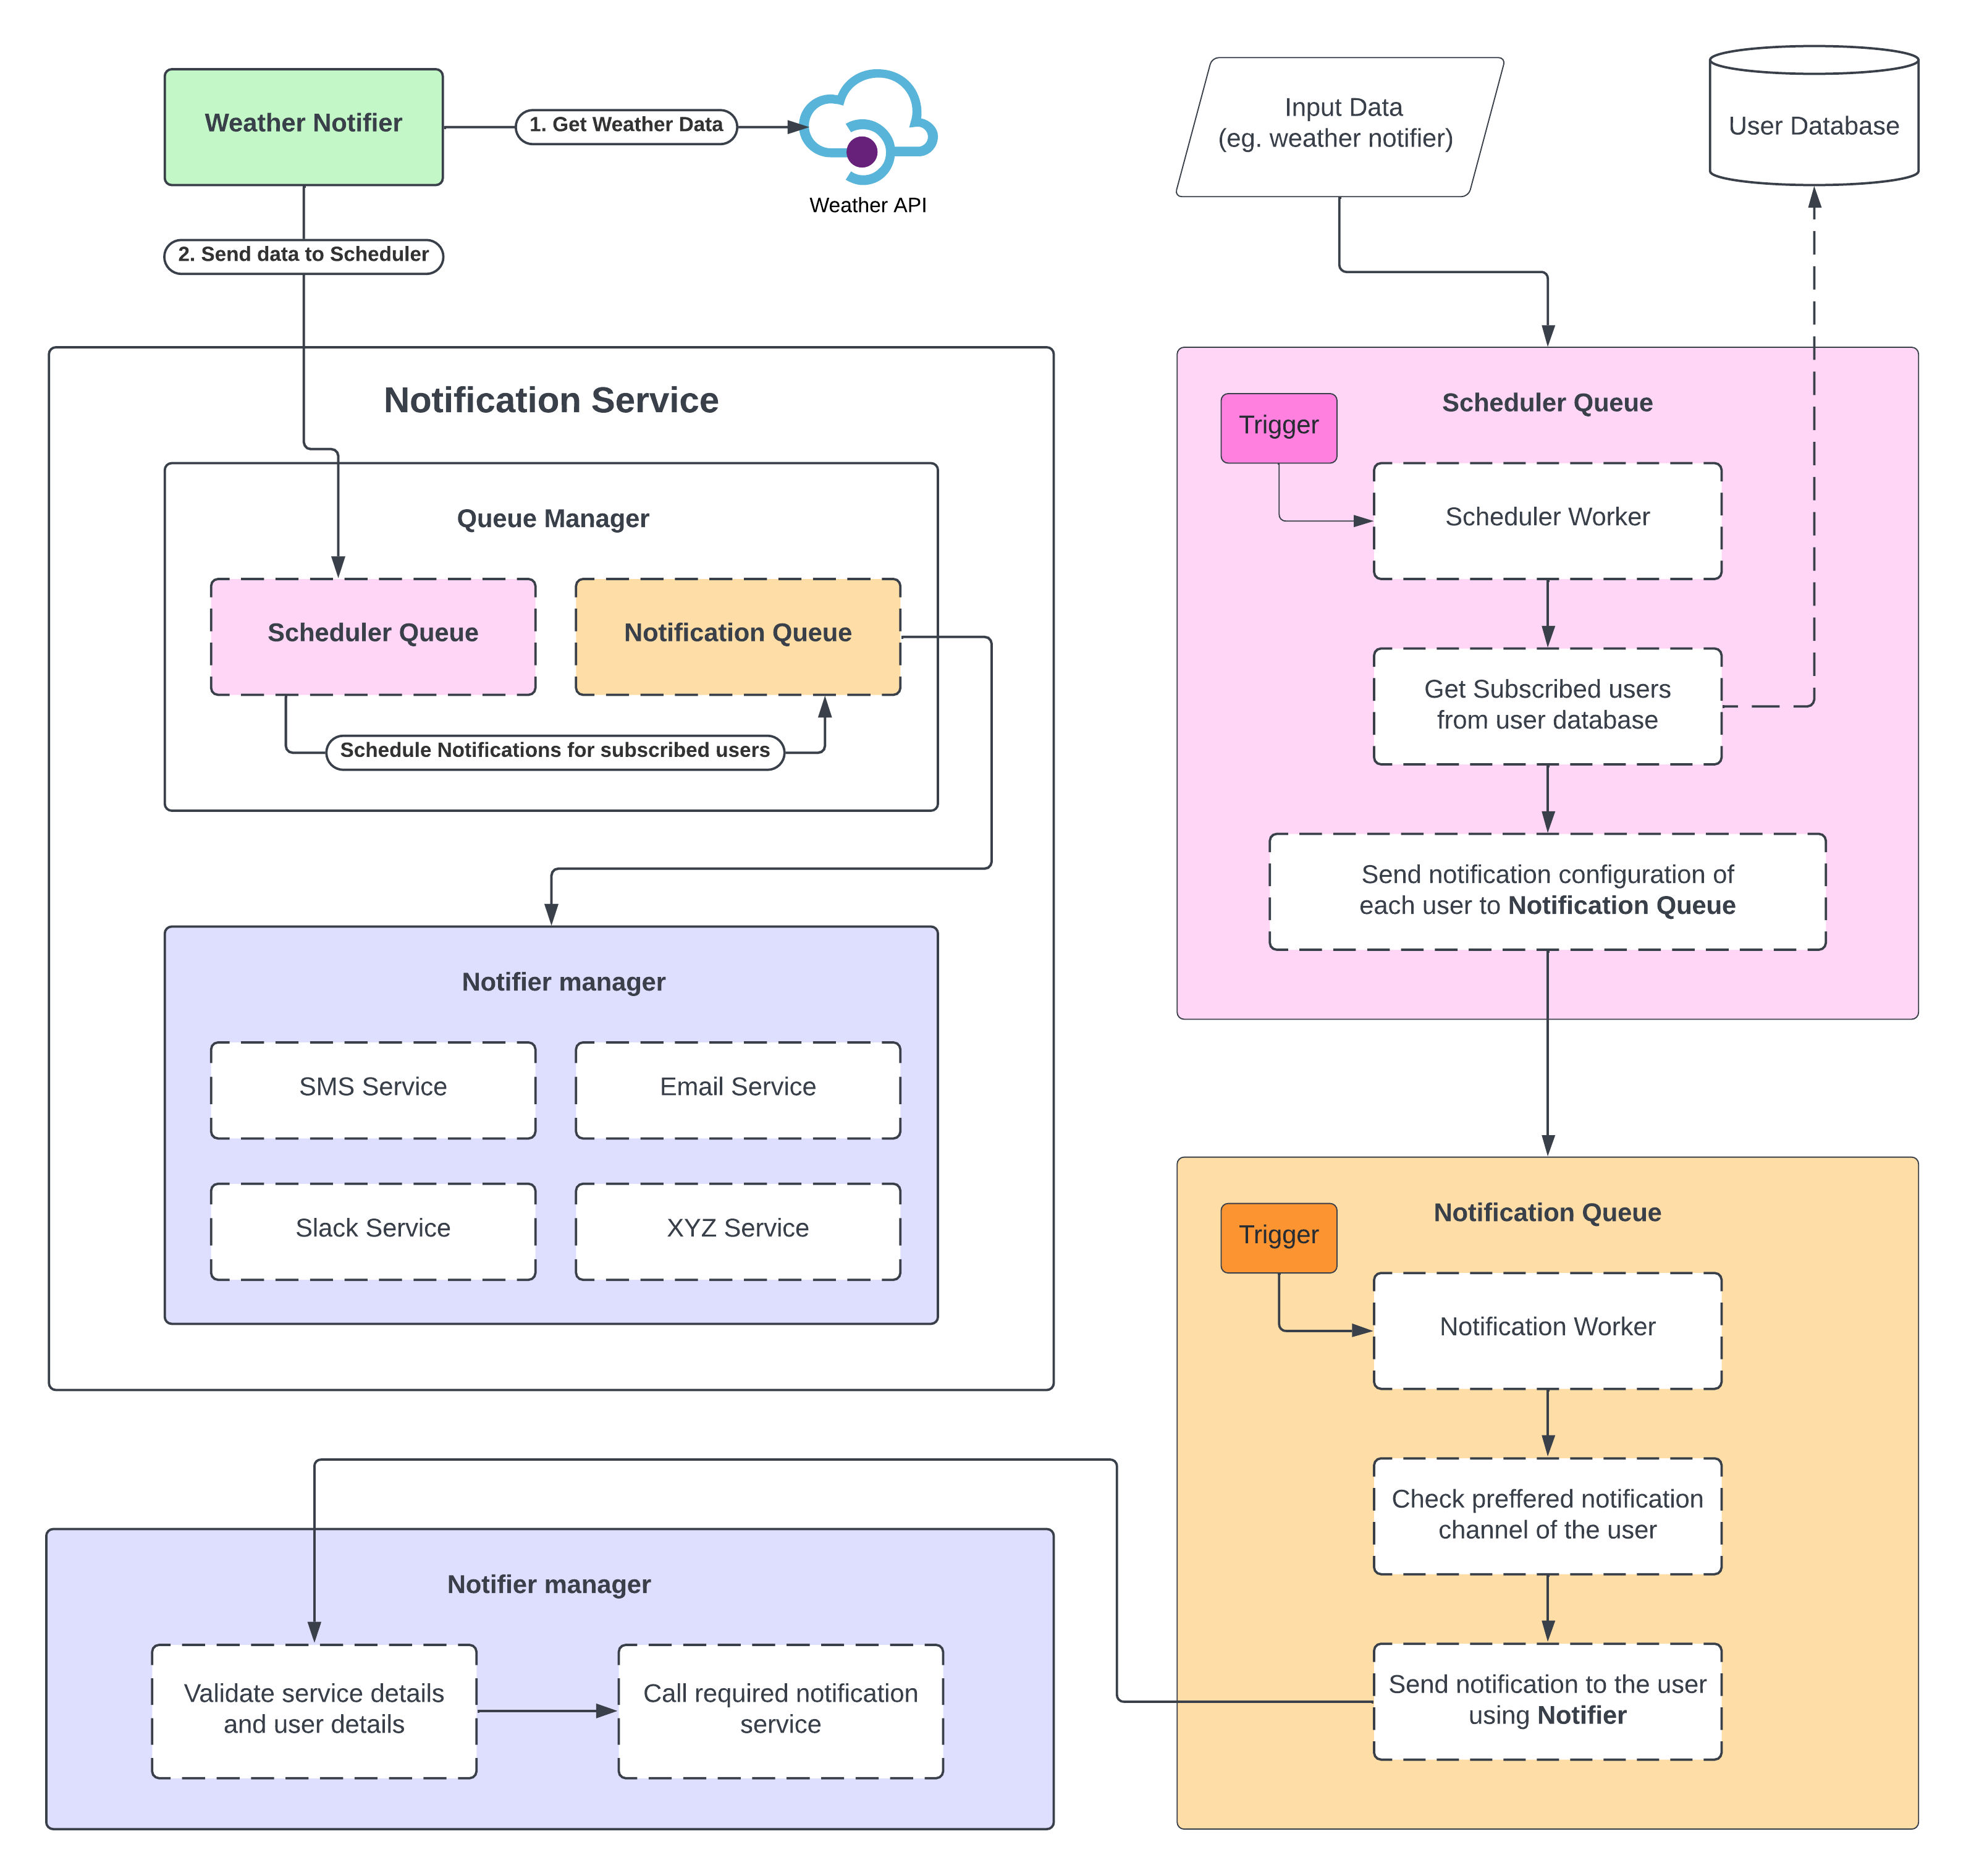 Weather Notifier
1. Get Weather Data
Weather API
2. Send data to Scheduler
Notification Service
Queue Manager
Scheduler Queue
Notification Queue
Schedule Notifications for subscribed users
Notifier manager
SMS Service
Email Service
Slack Service
XYZ Service
Input Data
(eg. weather notifier)
User Database
Scheduler Queue
Trigger
Scheduler Worker
Get Subscribed users
from user database
Send notification configuration of
each user to Notification Queue
Notification Queue
Trigger
Notification Worker
Check preffered notification
channel of the user
Send notification to the user
using Notifier
Notifier manager
Validate service details
and user details
Call required notification
service